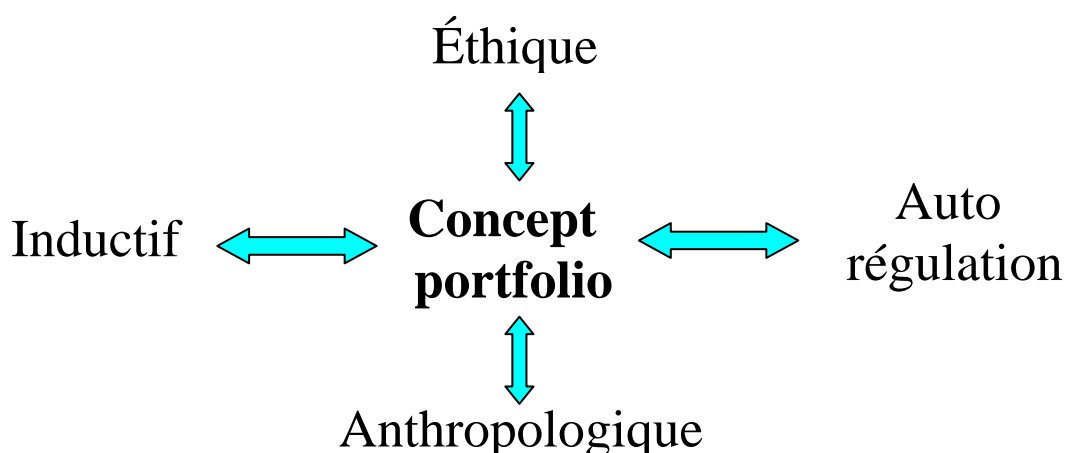 Éthique
Inductif
Concept
portfolio
Auto
régulation
Anthropologique